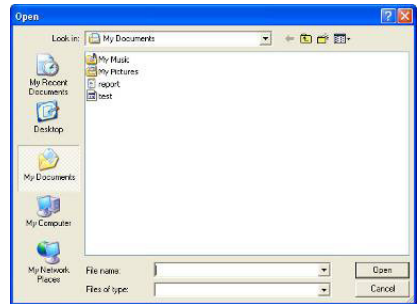 Open
Look in:
My Documents
My Music
My Pictures
report
test
My Recent
Documents
Desktop
My Documents
My Computer
My Network
Places
File name:
Open
Files of type:
Cancel